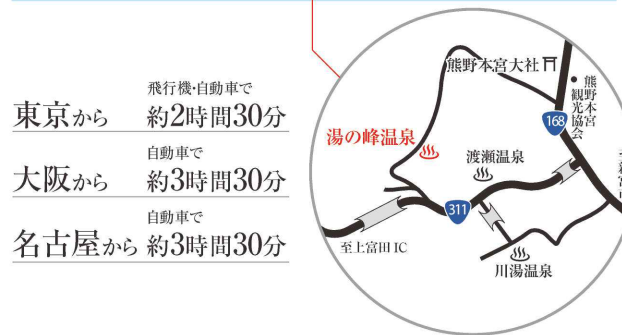 飛行機・自動車で
東京から 約2時間30分
自動車で
大阪から 約3時間30分
自動車で
名古屋から 約3時間30分
熊野本宮大社
熊野本宮
観光協会
168
湯の峰温泉
渡瀬温泉
311
至上富田IC
川湯温泉